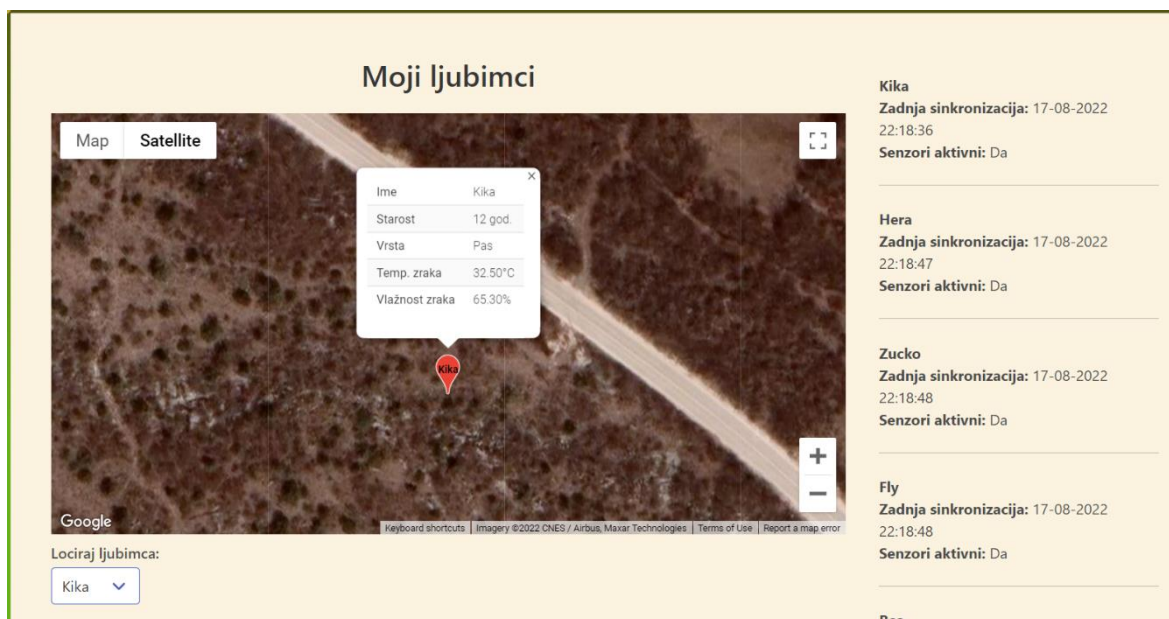 Moji ljubimci
Map
Satellite
×
Ime Kika
Starost 12 god.
Vrsta Pas
Temp. zraka 32.50°C
Vlažnost zraka 65.30%
Kika
Google
Keyboard shortcuts
Imagery ©2022 CNES / Airbus, Maxar Technologies
Terms of Use
Report a map error
Lociraj ljubimca:
Kika
Kika
Zadnja sinkronizacija: 17-08-2022
22:18:36
Senzori aktivni: Da
Hera
Zadnja sinkronizacija: 17-08-2022
22:18:47
Senzori aktivni: Da
Zucko
Zadnja sinkronizacija: 17-08-2022
22:18:48
Senzori aktivni: Da
Fly
Zadnja sinkronizacija: 17-08-2022
22:18:48
Senzori aktivni: Da